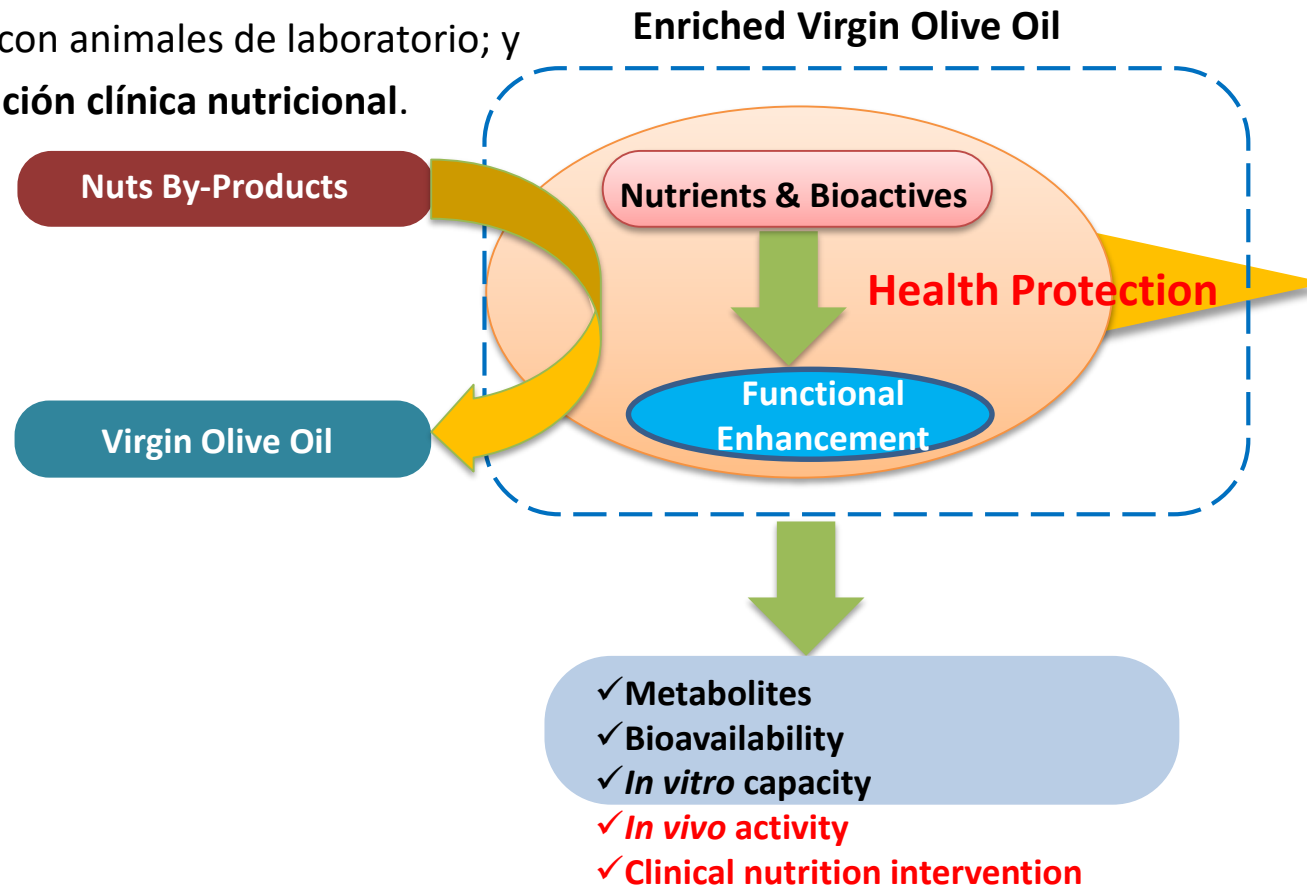 con animales de laboratorio; y
ción clínica nutricional.
Enriched Virgin Olive Oil
Nuts By-Products
Nutrients & Bioactives
Health Protection
Functional
Enhancement
Virgin Olive Oil
✓Metabolites
✓Bioavailability
✓In vitro capacity
✓In vivo activity
✓Clinical nutrition intervention